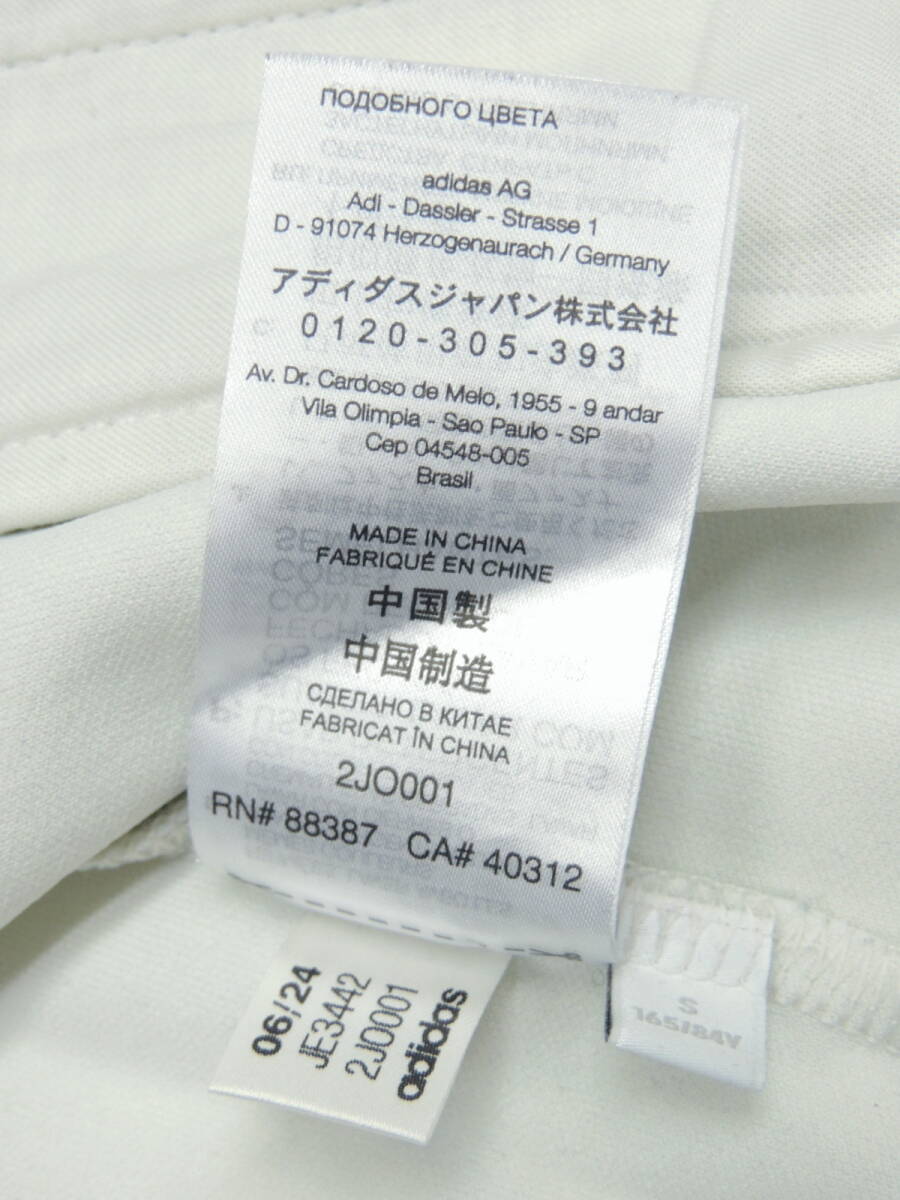 ПОДОБНОГО ЦВЕТА
adidas AG
Adi - Dassler - Strasse 1
D - 91074 Herzogenaurach / Germany
アディダスジャパン株式会社
0120-305-393
Av. Dr. Cardoso de Melo, 1955 - 9 andar
Vila Olimpia - Sao Paulo - SP
Cep 04548-005
Brasil
MADE IN CHINA
FABRIQUÉ EN CHINE
中国製
中国制造
СДЕЛАНО В КИТАЕ
FABRICAT ÎN CHINA
2JO001
RN# 88387 CA# 40312
06/24
JE3442
2JO001
adidas
S
165/84Y